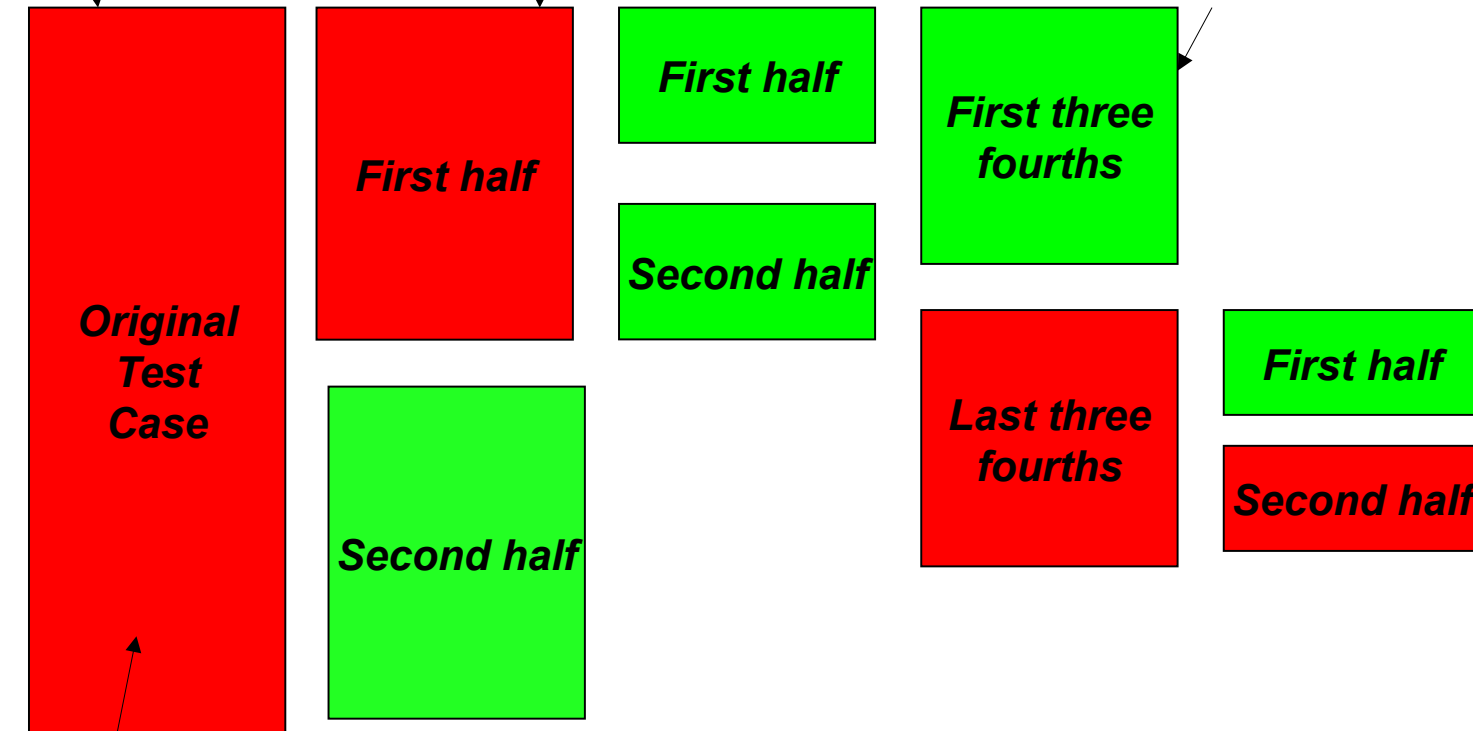 Original
Test
Case
First half
Second half
First half
Second half
First three
fourths
Last three
fourths
First half
Second half